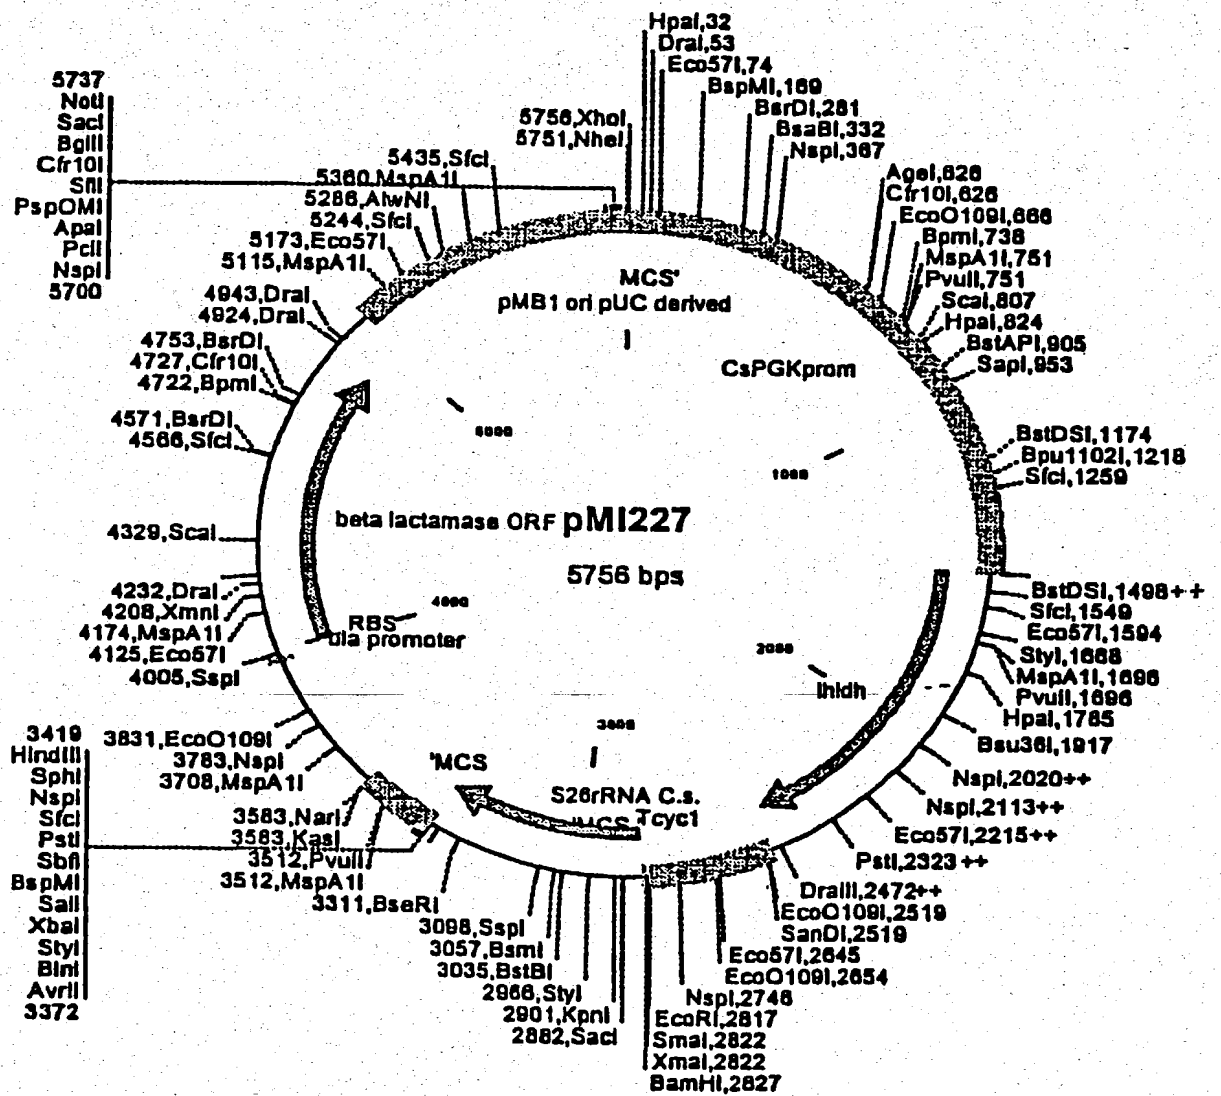 HpaI,32
DraI,53
Eco57I,74
BspMI,169
BsrDI,281
BsaBI,332
NspI,367
AgeI,626
Cfr10I,626
EcoO109I,666
BpmI,738
MspA1I,751
PvuII,751
ScaI,807
HpaI,824
BstAPI,905
SapI,953
BstDSI,1174
Bpu1102I,1218
SfcI,1259
BstDSI,1498++
SfcI,1549
Eco57I,1594
StyI,1668
MspA1I,1696
PvuII,1696
HpaI,1785
Bsu36I,1917
NspI,2020++
NspI,2113++
Eco57I,2215++
PstI,2323++
DraIII,2472++
EcoO109I,2519
SanDI,2519
Eco57I,2645
EcoO109I,2654
NspI,2746
EcoRI,2817
SmaI,2822
XmaI,2822
BamHI,2827
2882,SacI
2901,KpnI
2966,StyI
3035,BstBI
3057,BsmI
3098,SspI
3311,BseRI
3512,MspA1I
3512,PvuII
3583,KasI
3583,NarI
3708,MspA1I
3783,NspI
3831,EcoO109I
3419
HindIII
SphI
NspI
SfcI
PstI
SbfI
BspMI
SalI
XbaI
StyI
BlnI
AvrII
3372
4005,SspI
4125,Eco57I
4174,MspA1I
4208,XmnI
4232,DraI
4329,ScaI
4566,SfcI
4571,BsrDI
4722,BpmI
4727,Cfr10I
4753,BsrDI
4924,DraI
4943,DraI
5115,MspA1I
5173,Eco57I
5244,SfcI
5286,AlwNI
5360,MspA1I
5435,SfcI
5737
NotI
SacI
BglII
Cfr10I
SfiI
PspOMI
ApaI
PciI
NspI
5700
5751,NheI
5756,XhoI
MCS'
pMB1 ori pUC derived
CsPGKprom
5000
1000
beta lactamase ORF
pMI227
5756 bps
4000
RBS
bla promoter
2000
lhldh
3000
'MCS
S26rRNA C.s.
'MCS'
Tcyc1